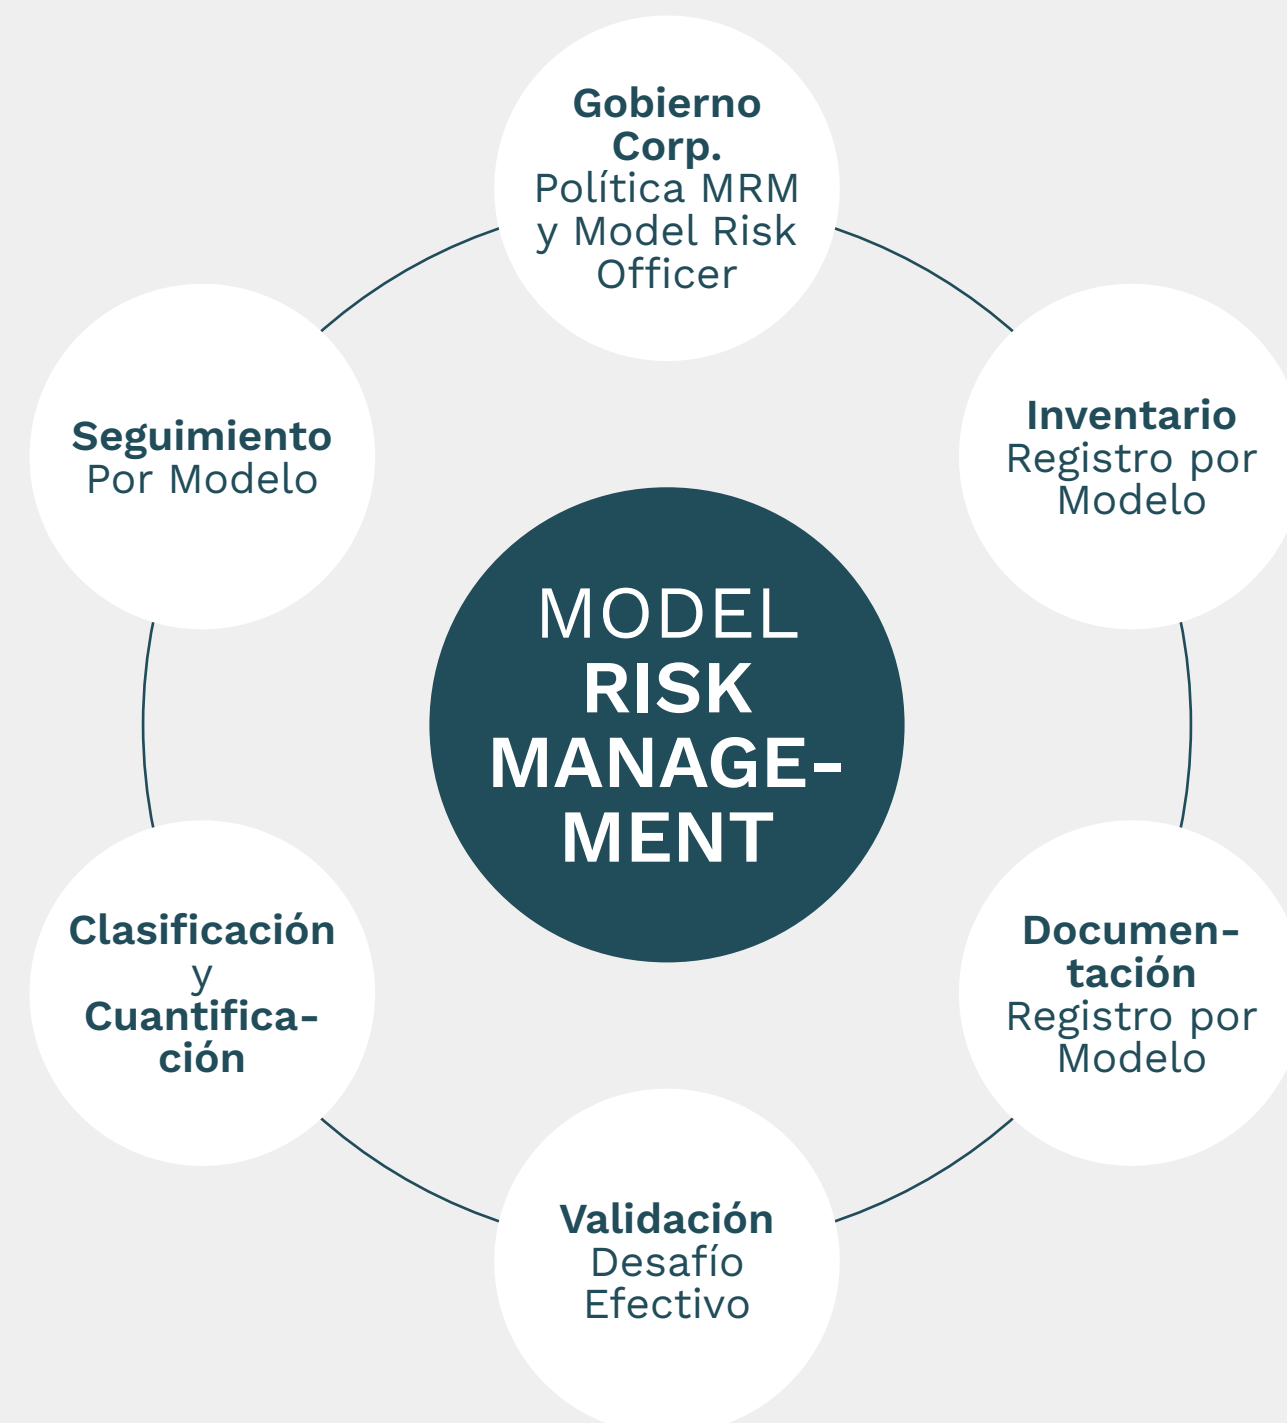 Gobierno
Corp.
Política MRM
y Model Risk
Officer
Inventario
Registro por
Modelo
Documen-
tación
Registro por
Modelo
Validación
Desafío
Efectivo
Clasificación
y
Cuantifica-
ción
Seguimiento
Por Modelo
MODEL
RISK
MANAGE-
MENT